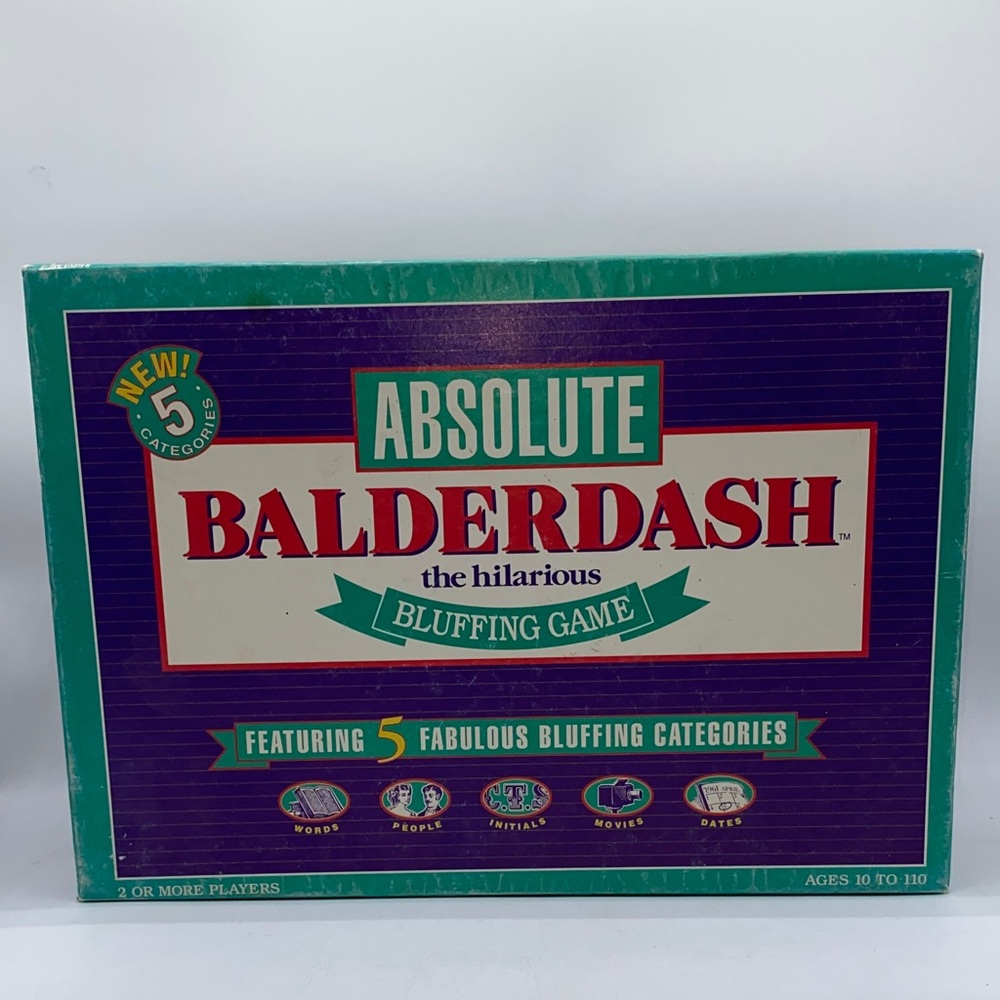 NEW!
5
CATEGORIES
ABSOLUTE
BALDERDASH™
the hilarious
BLUFFING GAME
FEATURING 5 FABULOUS BLUFFING CATEGORIES
C.T.S
WORDS
PEOPLE
INITIALS
MOVIES
DATES
2 OR MORE PLAYERS
AGES 10 TO 110